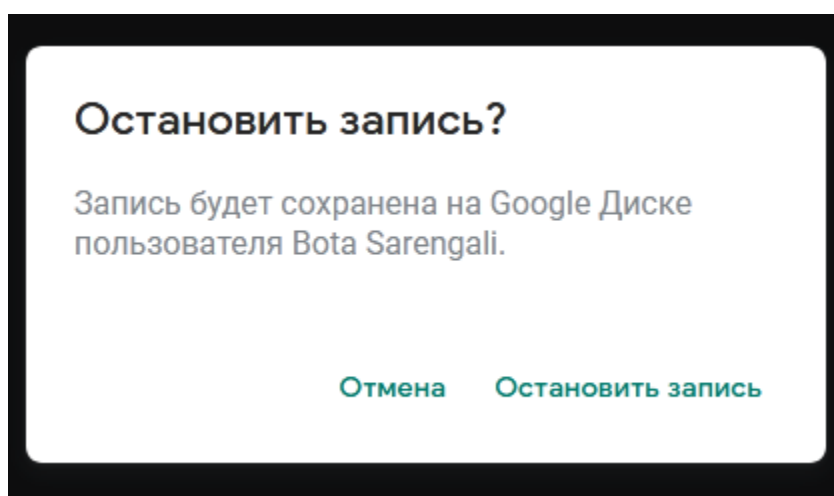 Остановить запись?
Запись будет сохранена на Google Диске
пользователя Bota Sarengali.
Отмена Остановить запись